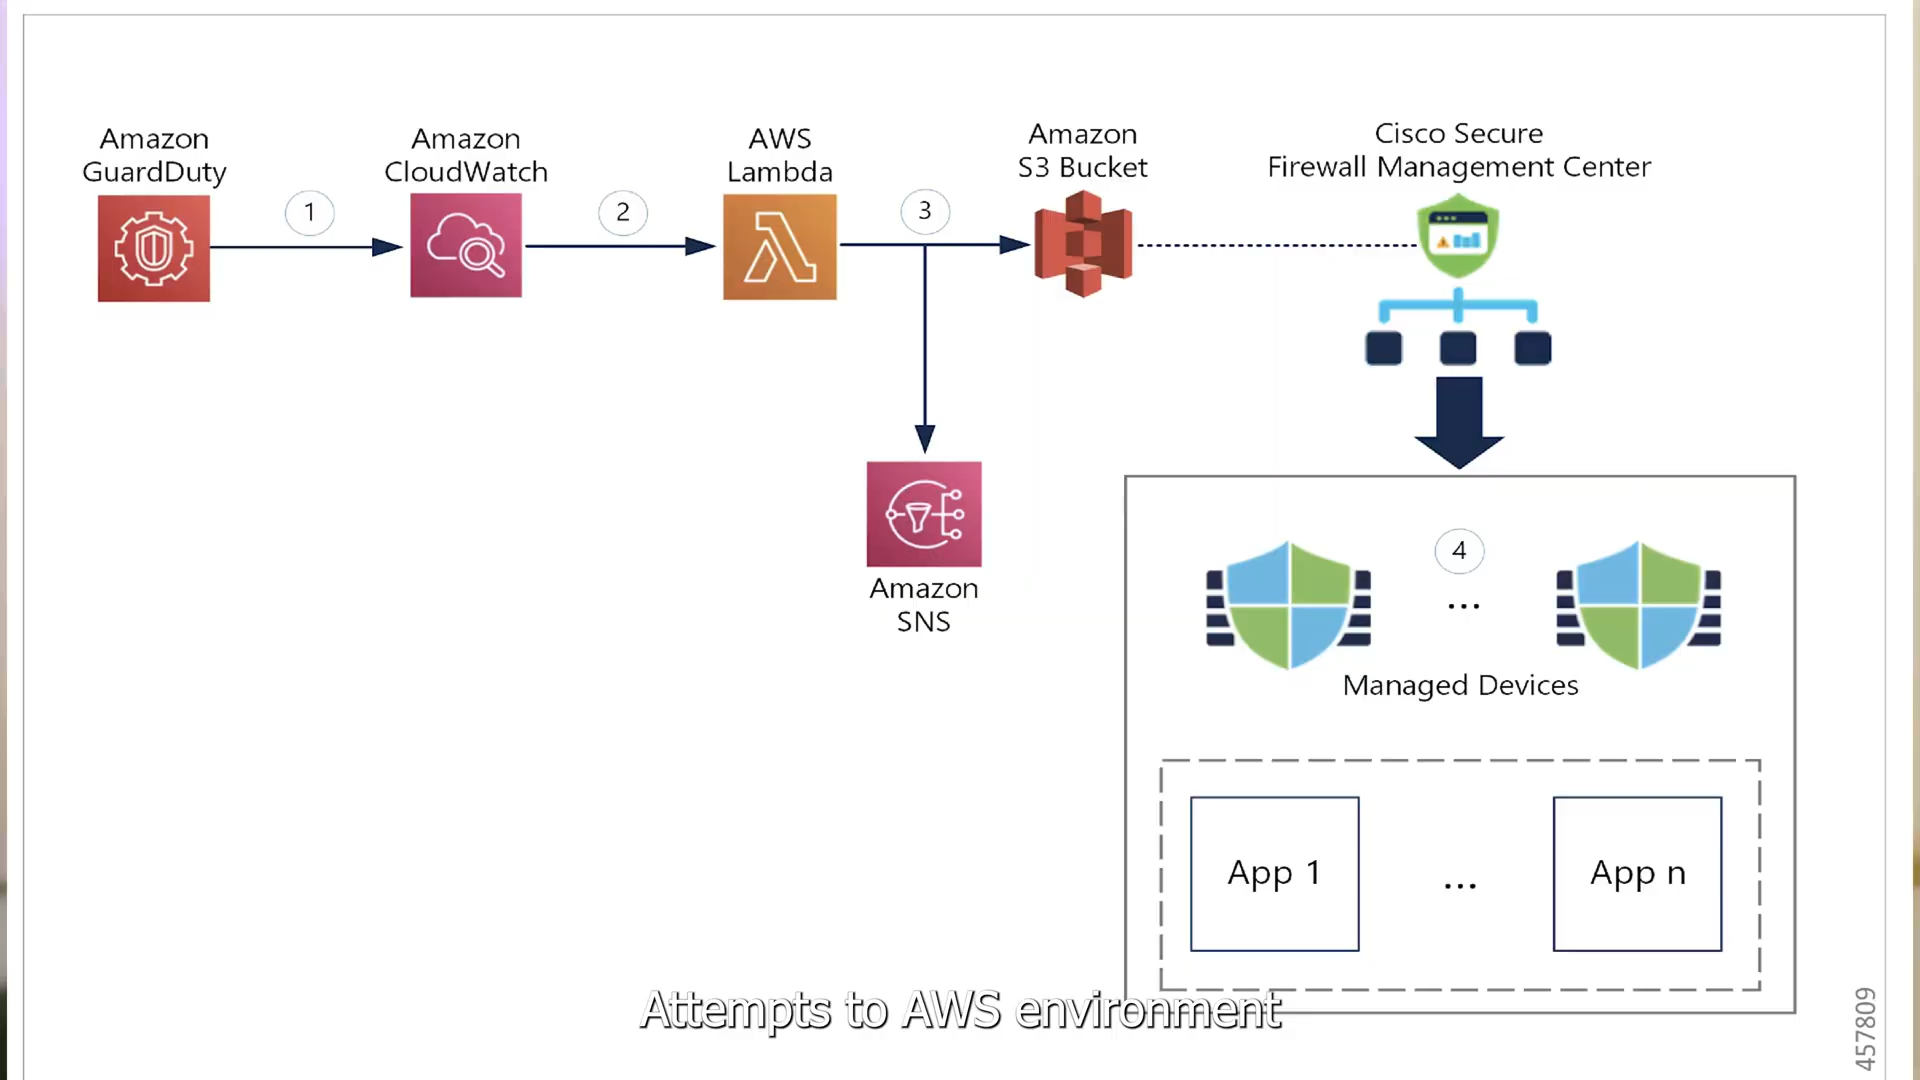 Amazon
GuardDuty
1
Amazon
CloudWatch
2
AWS
Lambda
3
Amazon
S3 Bucket
Cisco Secure
Firewall Management Center
Amazon
SNS
4
...
Managed Devices
App 1
...
App n
Attempts to AWS environment
457809